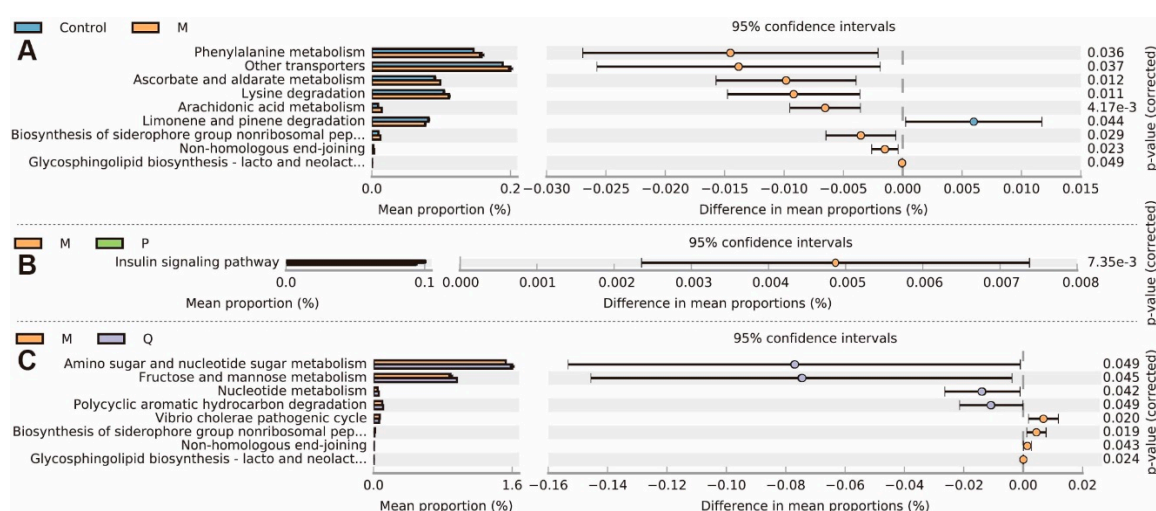 Control M
95% confidence intervals
A
Phenylalanine metabolism 0.036
Other transporters 0.037
Ascorbate and aldarate metabolism 0.012
Lysine degradation 0.011
Arachidonic acid metabolism 4.17e-3
Limonene and pinene degradation 0.044
Biosynthesis of siderophore group nonribosomal pep... 0.029
Non-homologous end-joining 0.023
Glycosphingolipid biosynthesis - lacto and neolact... 0.049
p-value (corrected)
0.0 0.2 −0.030 −0.025 −0.020 −0.015 −0.010 −0.005 0.000 0.005 0.010 0.015
Mean proportion (%) Difference in mean proportions (%)
M P
95% confidence intervals
B
Insulin signaling pathway 7.35e-3
p-value (corrected)
0.0 0.1 0.000 0.001 0.002 0.003 0.004 0.005 0.006 0.007 0.008
Mean proportion (%) Difference in mean proportions (%)
M Q
95% confidence intervals
C
Amino sugar and nucleotide sugar metabolism 0.049
Fructose and mannose metabolism 0.045
Nucleotide metabolism 0.042
Polycyclic aromatic hydrocarbon degradation 0.049
Vibrio cholerae pathogenic cycle 0.020
Biosynthesis of siderophore group nonribosomal pep... 0.019
Non-homologous end-joining 0.043
Glycosphingolipid biosynthesis - lacto and neolact... 0.024
p-value (corrected)
0.0 1.6 −0.16 −0.14 −0.12 −0.10 −0.08 −0.06 −0.04 −0.02 0.00 0.02
Mean proportion (%) Difference in mean proportions (%)